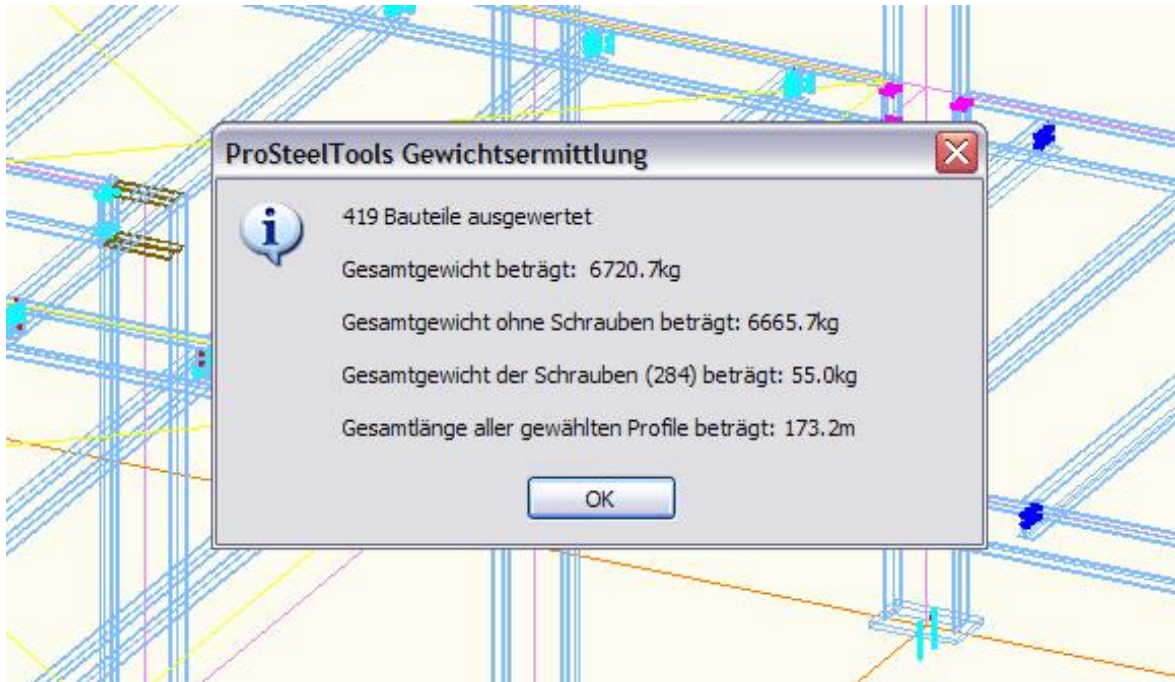 ProSteelTools Gewichtsermittlung
419 Bauteile ausgewertet
Gesamtgewicht beträgt: 6720.7kg
Gesamtgewicht ohne Schrauben beträgt: 6665.7kg
Gesamtgewicht der Schrauben (284) beträgt: 55.0kg
Gesamtlänge aller gewählten Profile beträgt: 173.2m
OK